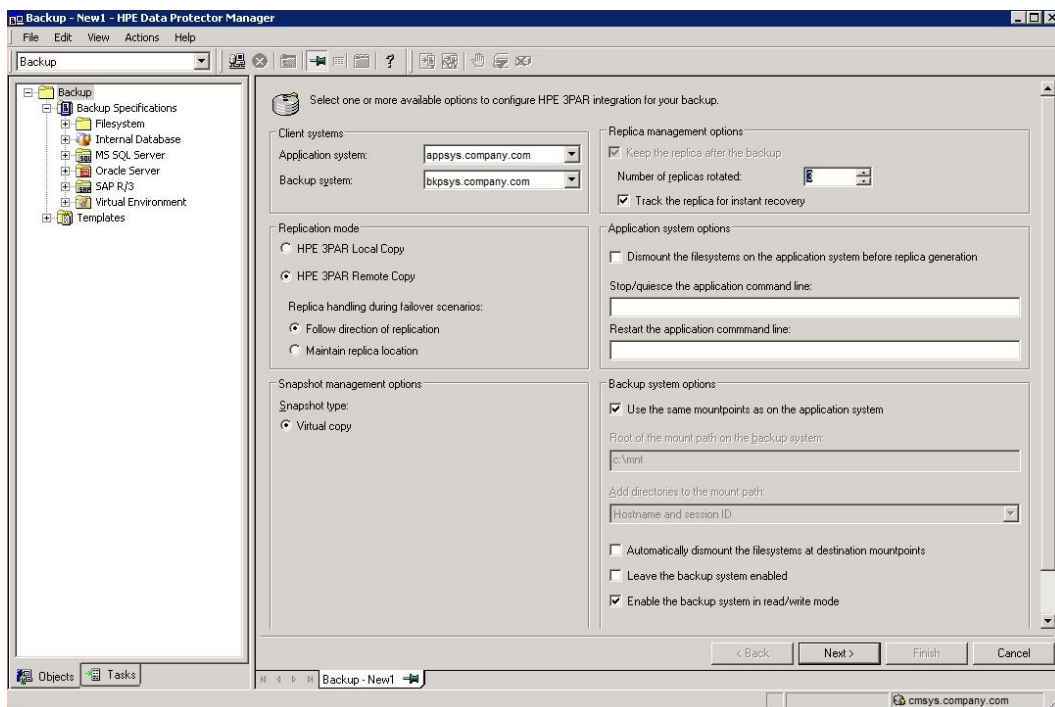 Backup - New1 - HPE Data Protector Manager
File Edit View Actions Help
Backup
Backup
Backup Specifications
Filesystem
Internal Database
MS SQL Server
Oracle Server
SAP R/3
Virtual Environment
Templates
Select one or more available options to configure HPE 3PAR integration for your backup.
Client systems
Application system: appsys.company.com
Backup system: bkpsys.company.com
Replication mode
HPE 3PAR Local Copy
HPE 3PAR Remote Copy
Replica handling during failover scenarios:
Follow direction of replication
Maintain replica location
Snapshot management options
Snapshot type:
Virtual copy
Replica management options
Keep the replica after the backup
Number of replicas rotated:
Track the replica for instant recovery
Application system options
Dismount the filesystems on the application system before replica generation
Stop/quiesce the application command line:
Restart the application commmand line:
Backup system options
Use the same mountpoints as on the application system
Root of the mount path on the backup system:
c:\mnt
Add directories to the mount path:
Hostname and session ID
Automatically dismount the filesystems at destination mountpoints
Leave the backup system enabled
Enable the backup system in read/write mode
< Back Next > Finish Cancel
Objects Tasks
Backup - New1
cmsys.company.com